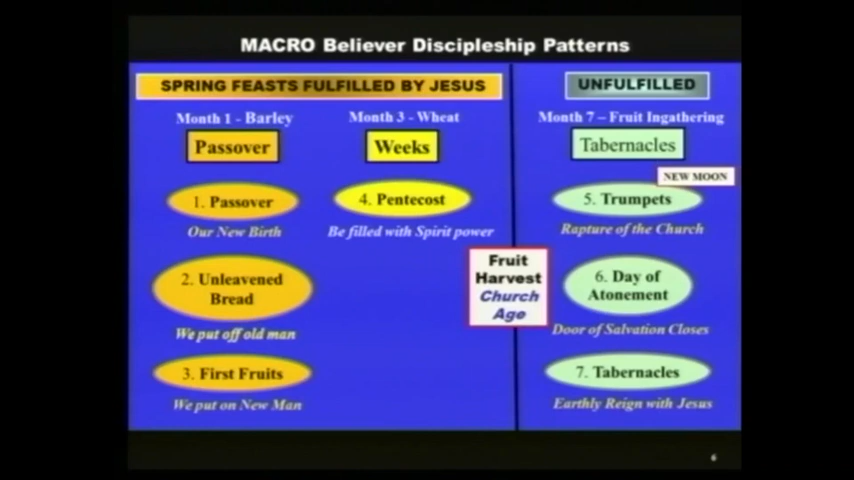 MACRO Believer Discipleship Patterns
SPRING FEASTS FULFILLED BY JESUS
UNFULFILLED
Month 1 - Barley
Month 3 - Wheat
Month 7 – Fruit Ingathering
Passover
Weeks
Tabernacles
NEW MOON
1. Passover
4. Pentecost
5. Trumpets
Our New Birth
Be filled with Spirit power
Rapture of the Church
Fruit
Harvest
Church
Age
2. Unleavened
Bread
6. Day of
Atonement
We put off old man
Door of Salvation Closes
3. First Fruits
7. Tabernacles
We put on New Man
Earthly Reign with Jesus
6